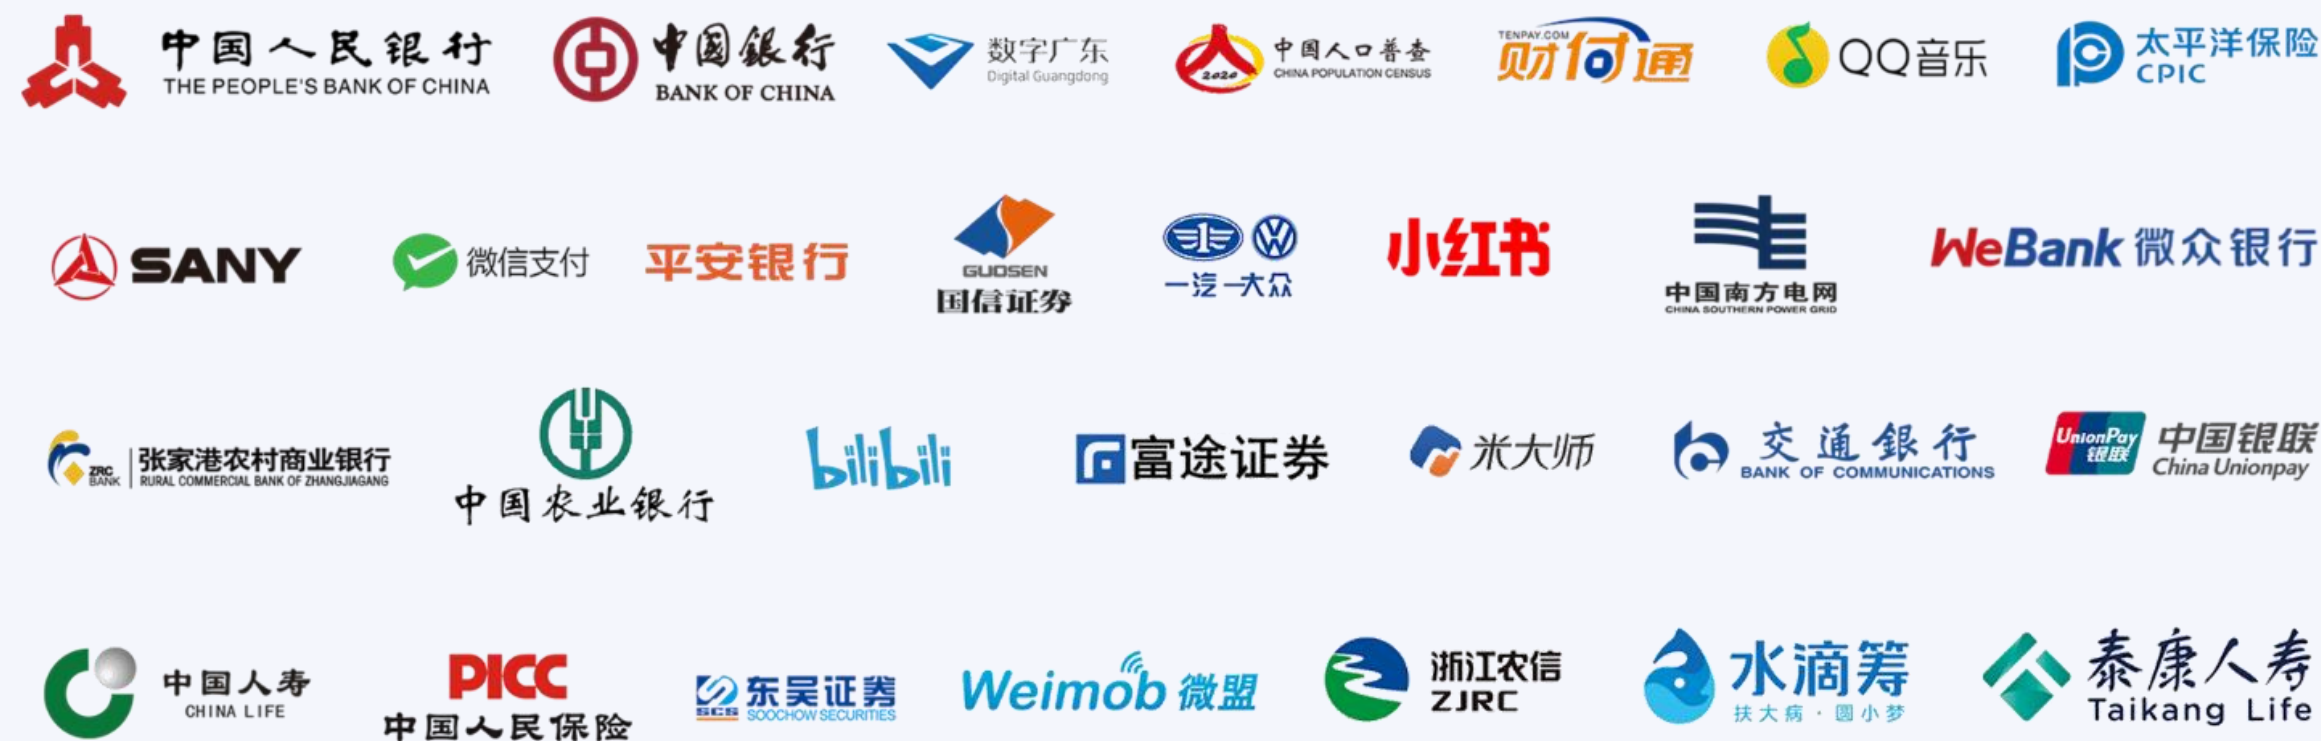 中国人民银行
THE PEOPLE'S BANK OF CHINA
中國銀行
BANK OF CHINA
数字广东
Digital Guangdong
2020
中国人口普查
CHINA POPULATION CENSUS
TENPAY.COM
财付通
QQ音乐
太平洋保险
CPIC
SANY
微信支付
平安银行
GUOSEN
国信证券
一汽-大众
小红书
中国南方电网
CHINA SOUTHERN POWER GRID
WeBank 微众银行
ZRC
BANK
张家港农村商业银行
RURAL COMMERCIAL BANK OF ZHANGJIAGANG
中国农业银行
bilibili
富途证券
米大师
交通銀行
BANK OF COMMUNICATIONS
UnionPay
银联
中国银联
China Unionpay
中国人寿
CHINA LIFE
PICC
中国人民保险
SCS
东吴证券
SOOCHOW SECURITIES
Weimob 微盟
浙江农信
ZJRC
水滴筹
扶大病·圆小梦
泰康人寿
Taikang Life